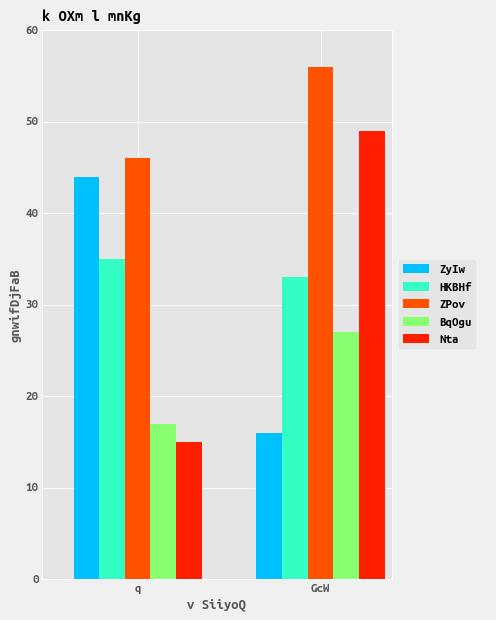 k OXm l mnKg
60
50
40
30
20
10
0
gnwifDjFaB
q
GcW
v SiiyoQ
ZyIw
HKBHf
ZPov
BqOgu
Nta